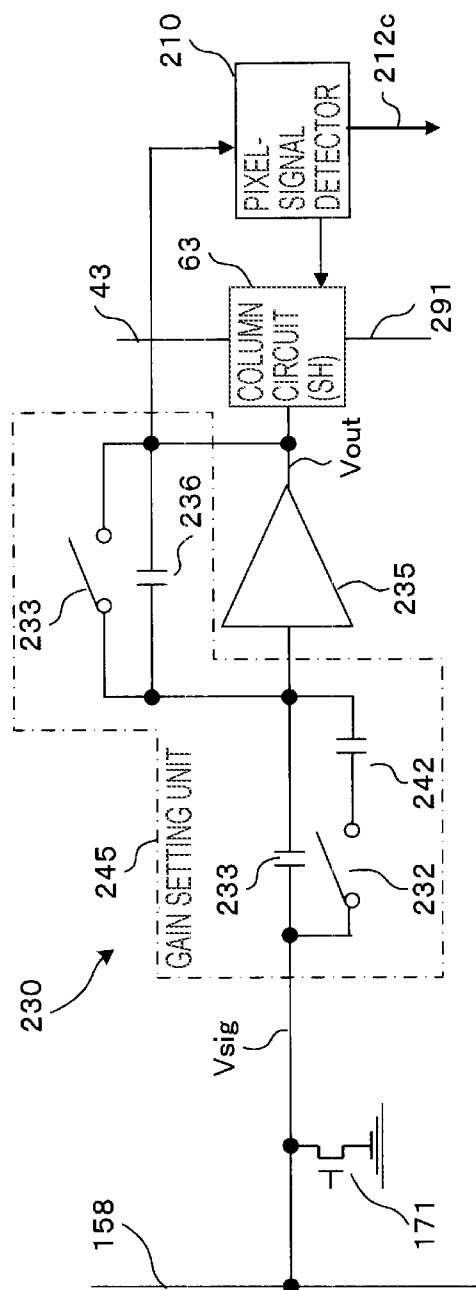 158
230
245
GAIN SETTING UNIT
233
236
43
63
210
PIXEL-
SIGNAL
DETECTOR
COLUMN
CIRCUIT
(SH)
Vsig
Vout
233
232
242
235
291
212c
171